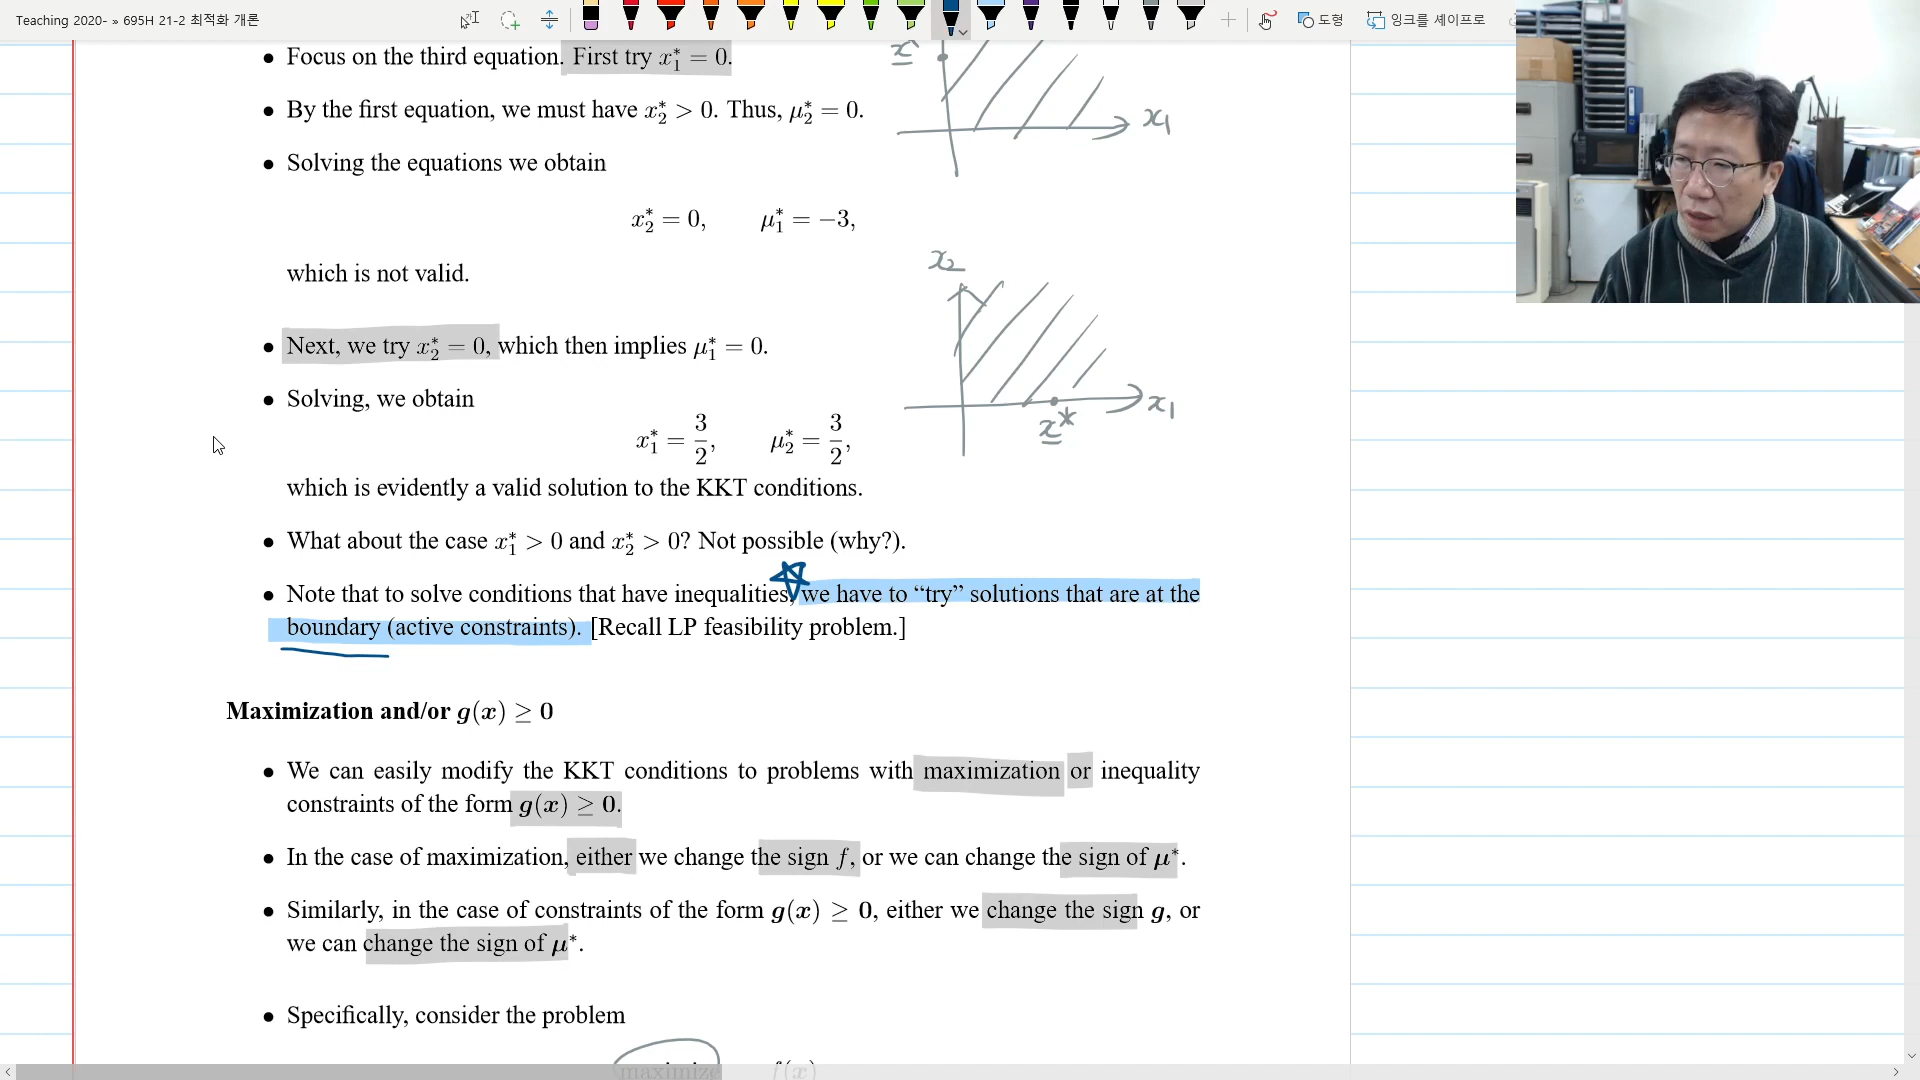 Teaching 2020- » 695H 21-2 최적화 개론
도형
잉크를 셰이프로
• Focus on the third equation. First try x₁* = 0.
x₁
• By the first equation, we must have x₂* > 0. Thus, μ₂* = 0.
• Solving the equations we obtain
x₂* = 0, μ₁* = −3,
which is not valid.
x₂
• Next, we try x₂* = 0, which then implies μ₁* = 0.
• Solving, we obtain
x₁
x*
x₁* = 3/2, μ₂* = 3/2,
which is evidently a valid solution to the KKT conditions.
• What about the case x₁* > 0 and x₂* > 0? Not possible (why?).
• Note that to solve conditions that have inequalities, we have to “try” solutions that are at the
boundary (active constraints). [Recall LP feasibility problem.]
Maximization and/or g(x) ≥ 0
• We can easily modify the KKT conditions to problems with maximization or inequality
constraints of the form g(x) ≥ 0.
• In the case of maximization, either we change the sign f, or we can change the sign of μ*.
• Similarly, in the case of constraints of the form g(x) ≥ 0, either we change the sign g, or
we can change the sign of μ*.
• Specifically, consider the problem
maximize f(x)